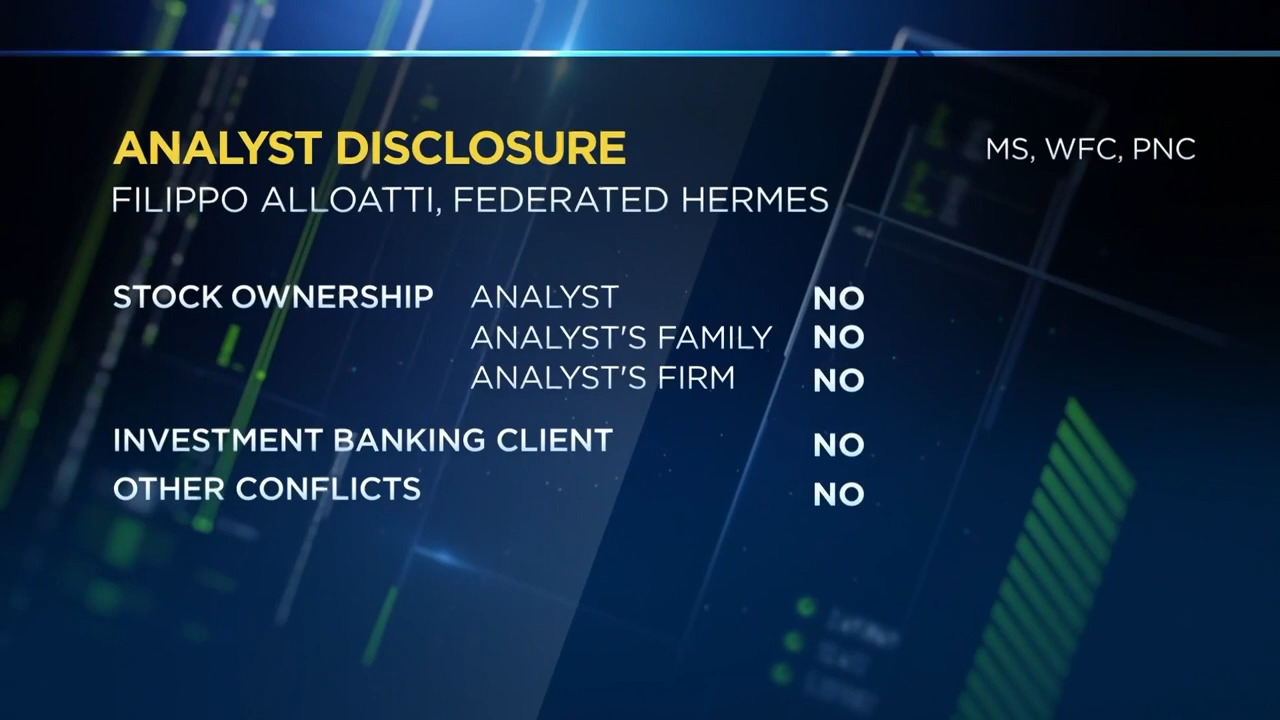 ANALYST DISCLOSURE
MS, WFC, PNC
FILIPPO ALLOATTI, FEDERATED HERMES
STOCK OWNERSHIP ANALYST NO
ANALYST'S FAMILY NO
ANALYST'S FIRM NO
INVESTMENT BANKING CLIENT NO
OTHER CONFLICTS NO